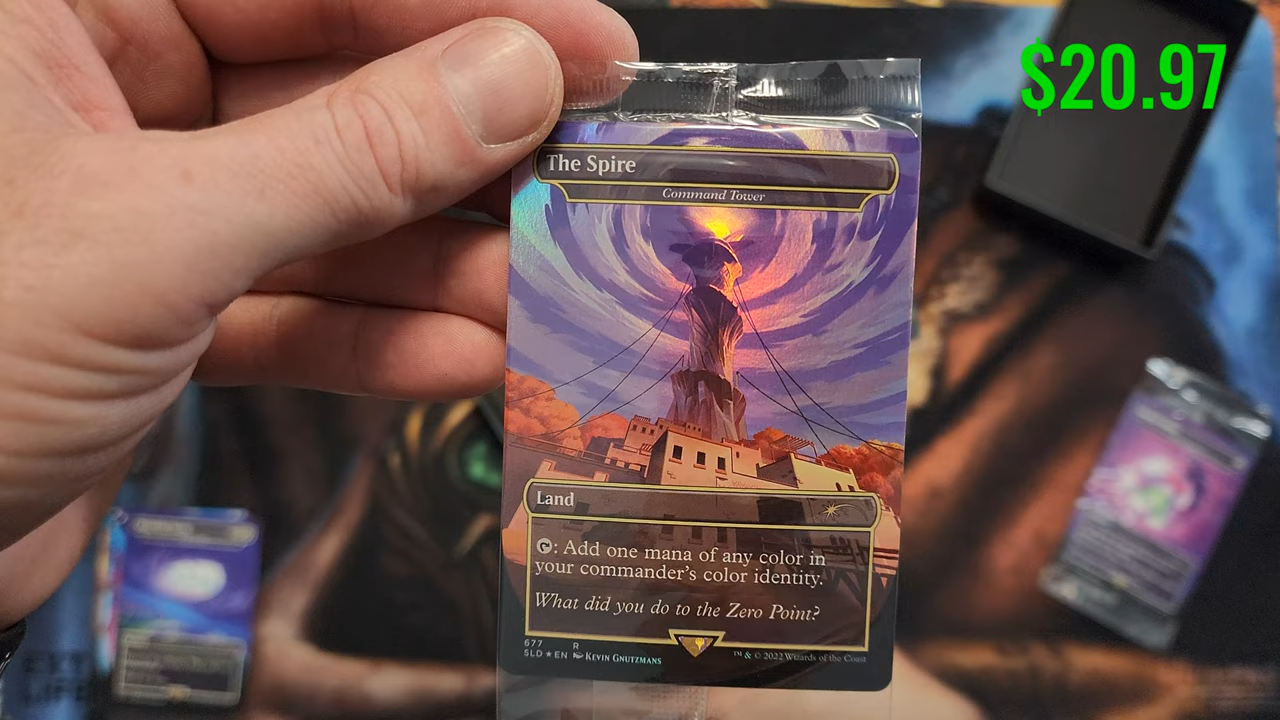 $20.97
The Spire
Command Tower
Land
: Add one mana of any color in
your commander's color identity.
What did you do to the Zero Point?
677 R
SLD ★ EN Kevin Gnutzmans
™ & © 2022 Wizards of the Coast